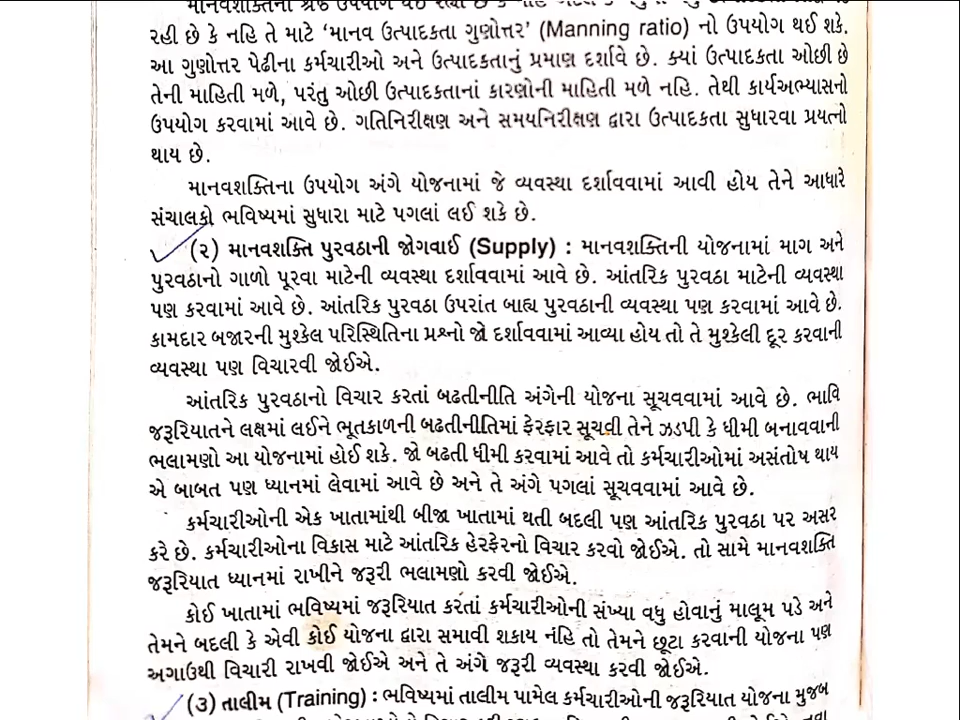 માનવશક્તિનો શ્રેષ્ઠ ઉપયોગ થઈ રહ્યો છે કે નહિ
રહી છે કે નહિ તે માટે ‘માનવ ઉત્પાદકતા ગુણોત્તર’ (Manning ratio) નો ઉપયોગ થઈ શકે.
આ ગુણોત્તર પેઢીના કર્મચારીઓ અને ઉત્પાદકતાનું પ્રમાણ દર્શાવે છે. ક્યાં ઉત્પાદકતા ઓછી છે
તેની માહિતી મળે, પરંતુ ઓછી ઉત્પાદકતાનાં કારણોની માહિતી મળે નહિ. તેથી કાર્યઅભ્યાસનો
ઉપયોગ કરવામાં આવે છે. ગતિનિરીક્ષણ અને સમયનિરીક્ષણ દ્વારા ઉત્પાદકતા સુધારવા પ્રયત્નો
થાય છે.
માનવશક્તિના ઉપયોગ અંગે યોજનામાં જે વ્યવસ્થા દર્શાવવામાં આવી હોય તેને આધારે
સંચાલકો ભવિષ્યમાં સુધારા માટે પગલાં લઈ શકે છે.
(૨) માનવશક્તિ પુરવઠાની જોગવાઈ (Supply) : માનવશક્તિની યોજનામાં માગ અને
પુરવઠાનો ગાળો પૂરવા માટેની વ્યવસ્થા દર્શાવવામાં આવે છે. આંતરિક પુરવઠા માટેની વ્યવસ્થા
પણ કરવામાં આવે છે. આંતરિક પુરવઠા ઉપરાંત બાહ્ય પુરવઠાની વ્યવસ્થા પણ કરવામાં આવે છે.
કામદાર બજારની મુશ્કેલ પરિસ્થિતિના પ્રશ્નો જો દર્શાવવામાં આવ્યા હોય તો તે મુશ્કેલી દૂર કરવાની
વ્યવસ્થા પણ વિચારવી જોઈએ.
આંતરિક પુરવઠાનો વિચાર કરતાં બઢતીનીતિ અંગેની યોજના સૂચવવામાં આવે છે. ભાવિ
જરૂરિયાતને લક્ષમાં લઈને ભૂતકાળની બઢતીનીતિમાં ફેરફાર સૂચવી તેને ઝડપી કે ધીમી બનાવવાની
ભલામણો આ યોજનામાં હોઈ શકે. જો બઢતી ધીમી કરવામાં આવે તો કર્મચારીઓમાં અસંતોષ થાય
એ બાબત પણ ધ્યાનમાં લેવામાં આવે છે અને તે અંગે પગલાં સૂચવવામાં આવે છે.
કર્મચારીઓની એક ખાતામાંથી બીજા ખાતામાં થતી બદલી પણ આંતરિક પુરવઠા પર અસર
કરે છે. કર્મચારીઓના વિકાસ માટે આંતરિક હેરફેરનો વિચાર કરવો જોઈએ. તો સામે માનવશક્તિ
જરૂરિયાત ધ્યાનમાં રાખીને જરૂરી ભલામણો કરવી જોઈએ.
કોઈ ખાતામાં ભવિષ્યમાં જરૂરિયાત કરતાં કર્મચારીઓની સંખ્યા વધુ હોવાનું માલૂમ પડે અને
તેમને બદલી કે એવી કોઈ યોજના દ્વારા સમાવી શકાય નહિ તો તેમને છૂટા કરવાની યોજના પણ
અગાઉથી વિચારી રાખવી જોઈએ અને તે અંગે જરૂરી વ્યવસ્થા કરવી જોઈએ.
(૩) તાલીમ (Training) : ભવિષ્યમાં તાલીમ પામેલ કર્મચારીઓની જરૂરિયાત યોજના મુજબ